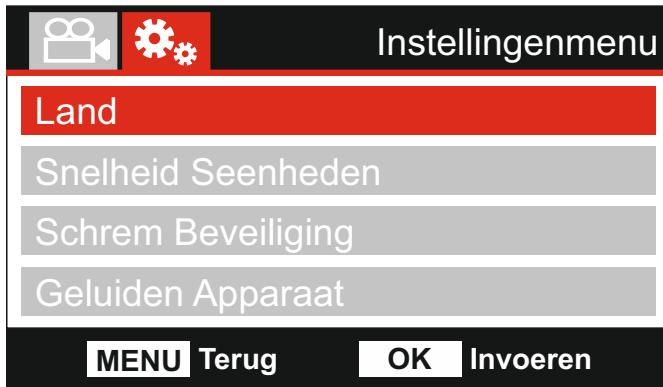 Instellingenmenu
Land
Snelheid Seenheden
Schrem Beveiliging
Geluiden Apparaat
MENU Terug OK Invoeren